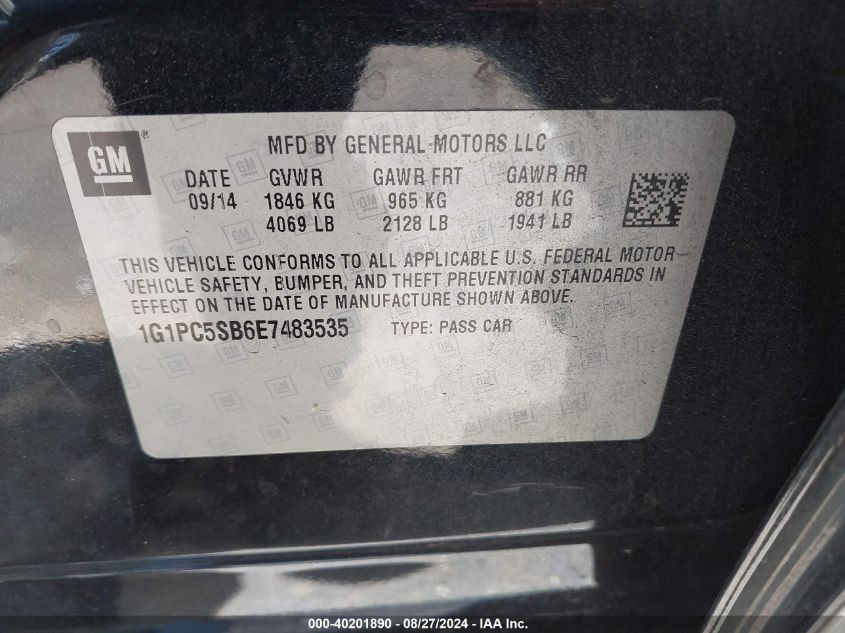 GM ®
MFD BY GENERAL MOTORS LLC
DATE GVWR GAWR FRT GAWR RR
09/14 1846 KG 965 KG 881 KG
4069 LB 2128 LB 1941 LB
THIS VEHICLE CONFORMS TO ALL APPLICABLE U.S. FEDERAL MOTOR
VEHICLE SAFETY, BUMPER, AND THEFT PREVENTION STANDARDS IN
EFFECT ON THE DATE OF MANUFACTURE SHOWN ABOVE.
1G1PC5SB6E7483535 TYPE: PASS CAR
000-40201890 - 08/27/2024 - IAA Inc.